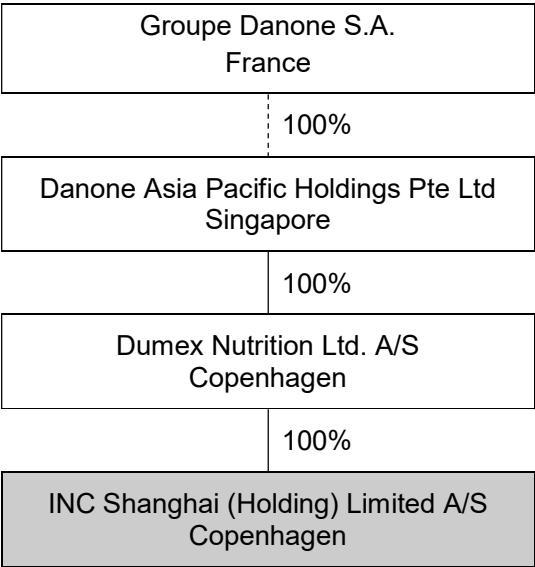 Groupe Danone S.A.
France
100%
Danone Asia Pacific Holdings Pte Ltd
Singapore
100%
Dumex Nutrition Ltd. A/S
Copenhagen
100%
INC Shanghai (Holding) Limited A/S
Copenhagen